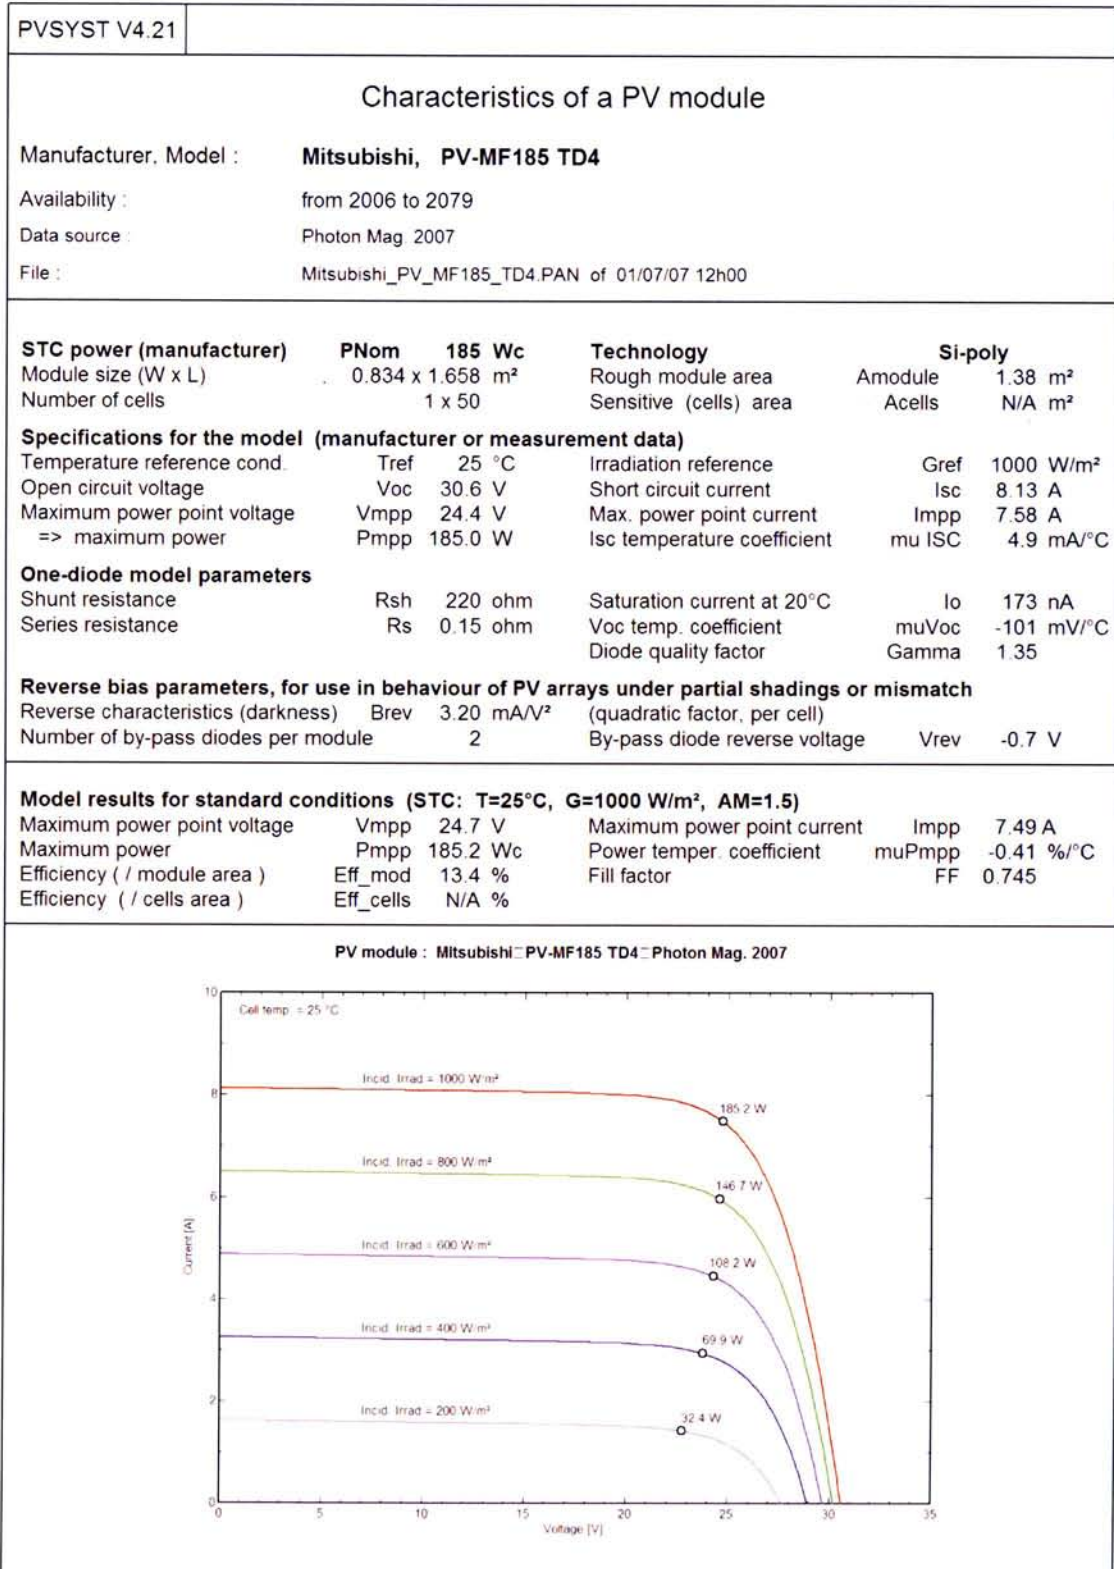 PVSYST V4.21
Characteristics of a PV module
Manufacturer, Model : Mitsubishi, PV-MF185 TD4
Availability : from 2006 to 2079
Data source : Photon Mag. 2007
File : Mitsubishi_PV_MF185_TD4.PAN of 01/07/07 12h00
STC power (manufacturer) PNom 185 Wc Technology Si-poly
Module size (W x L) 0.834 x 1.658 m² Rough module area Amodule 1.38 m²
Number of cells 1 x 50 Sensitive (cells) area Acells N/A m²
Specifications for the model (manufacturer or measurement data)
Temperature reference cond. Tref 25 °C Irradiation reference Gref 1000 W/m²
Open circuit voltage Voc 30.6 V Short circuit current Isc 8.13 A
Maximum power point voltage Vmpp 24.4 V Max. power point current Impp 7.58 A
=> maximum power Pmpp 185.0 W Isc temperature coefficient mu ISC 4.9 mA/°C
One-diode model parameters
Shunt resistance Rsh 220 ohm Saturation current at 20°C Io 173 nA
Series resistance Rs 0.15 ohm Voc temp. coefficient muVoc -101 mV/°C
Diode quality factor Gamma 1.35
Reverse bias parameters, for use in behaviour of PV arrays under partial shadings or mismatch
Reverse characteristics (darkness) Brev 3.20 mA/V² (quadratic factor, per cell)
Number of by-pass diodes per module 2 By-pass diode reverse voltage Vrev -0.7 V
Model results for standard conditions (STC: T=25°C, G=1000 W/m², AM=1.5)
Maximum power point voltage Vmpp 24.7 V Maximum power point current Impp 7.49 A
Maximum power Pmpp 185.2 Wc Power temper. coefficient muPmpp -0.41 %/°C
Efficiency ( / module area ) Eff_mod 13.4 % Fill factor FF 0.745
Efficiency ( / cells area ) Eff_cells N/A %
PV module : Mitsubishi_PV-MF185 TD4_Photon Mag. 2007
10
Cell temp. = 25 °C
Incid. Irrad = 1000 W/m²
8
185.2 W
Incid. Irrad = 800 W/m²
146.7 W
6
Incid. Irrad = 600 W/m²
108.2 W
Current [A]
4
Incid. Irrad = 400 W/m²
69.9 W
2
Incid. Irrad = 200 W/m²
32.4 W
0
0 5 10 15 20 25 30 35
Voltage [V]